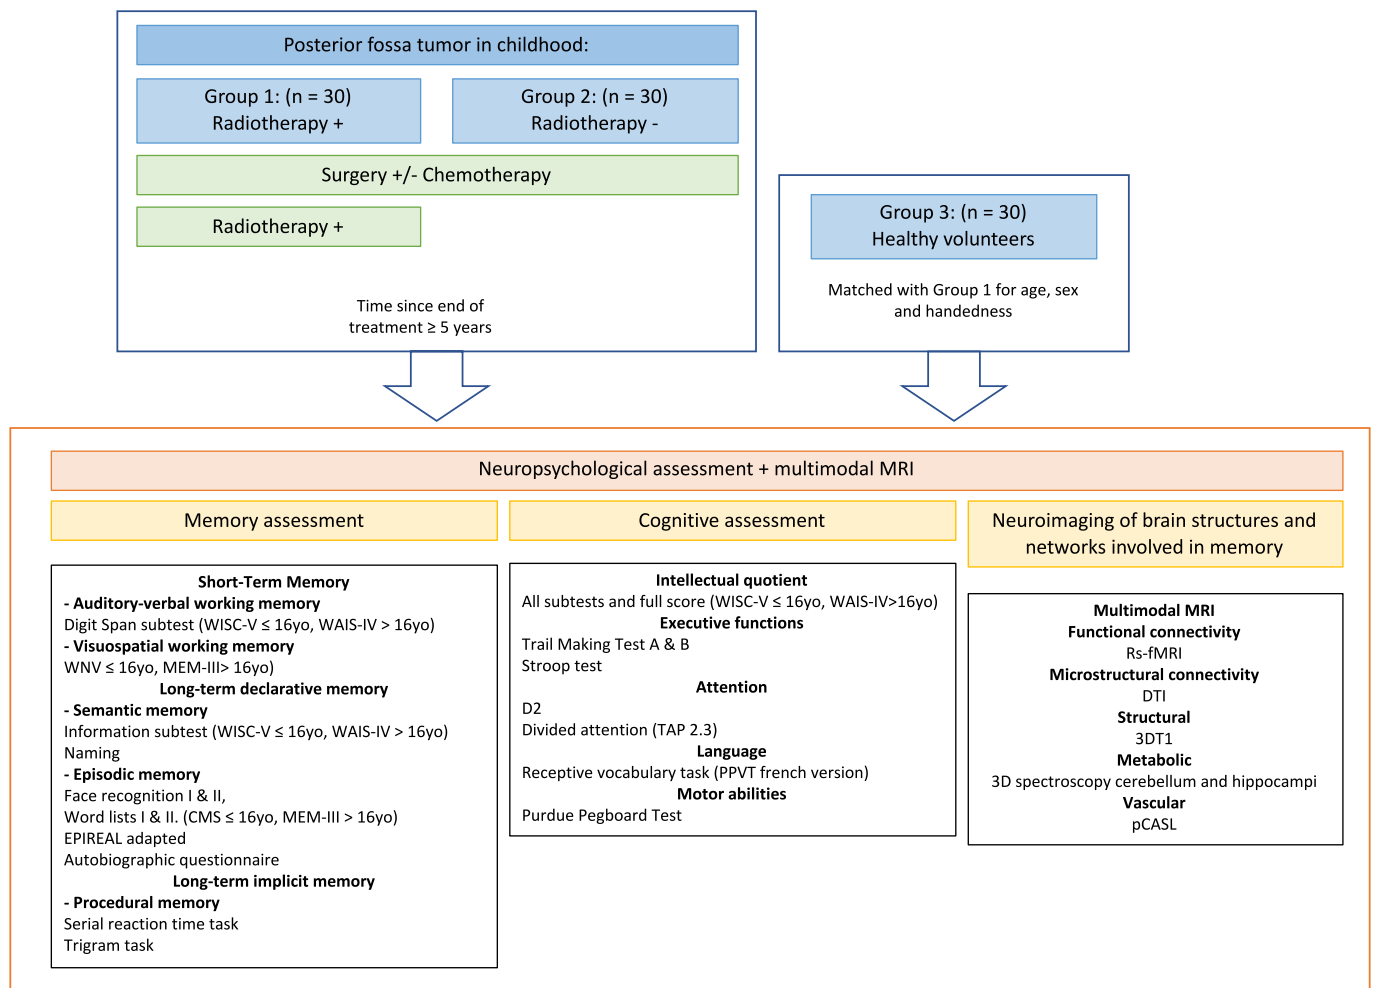 Posterior fossa tumor in childhood:
Group 1: (n = 30)
Radiotherapy +
Group 2: (n = 30)
Radiotherapy -
Surgery +/- Chemotherapy
Radiotherapy +
Time since end of
treatment ≥ 5 years
Group 3: (n = 30)
Healthy volunteers
Matched with Group 1 for age, sex
and handedness
Neuropsychological assessment + multimodal MRI
Memory assessment
Short-Term Memory
- Auditory-verbal working memory
Digit Span subtest (WISC-V ≤ 16yo, WAIS-IV > 16yo)
- Visuospatial working memory
WNV ≤ 16yo, MEM-III> 16yo)
Long-term declarative memory
- Semantic memory
Information subtest (WISC-V ≤ 16yo, WAIS-IV > 16yo)
Naming
- Episodic memory
Face recognition I & II,
Word lists I & II. (CMS ≤ 16yo, MEM-III > 16yo)
EPIREAL adapted
Autobiographic questionnaire
Long-term implicit memory
- Procedural memory
Serial reaction time task
Trigram task
Cognitive assessment
Intellectual quotient
All subtests and full score (WISC-V ≤ 16yo, WAIS-IV>16yo)
Executive functions
Trail Making Test A & B
Stroop test
Attention
D2
Divided attention (TAP 2.3)
Language
Receptive vocabulary task (PPVT french version)
Motor abilities
Purdue Pegboard Test
Neuroimaging of brain structures and
networks involved in memory
Multimodal MRI
Functional connectivity
Rs-fMRI
Microstructural connectivity
DTI
Structural
3DT1
Metabolic
3D spectroscopy cerebellum and hippocampi
Vascular
pCASL